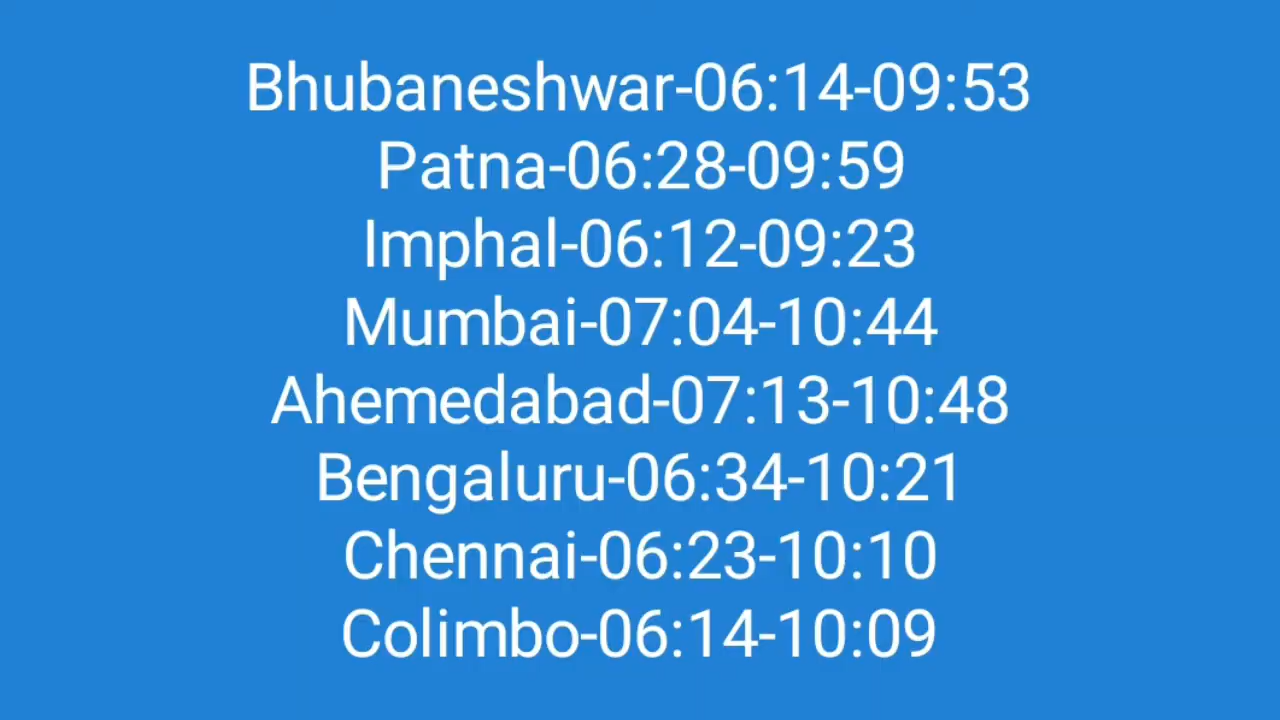 Bhubaneshwar-06:14-09:53
Patna-06:28-09:59
Imphal-06:12-09:23
Mumbai-07:04-10:44
Ahemedabad-07:13-10:48
Bengaluru-06:34-10:21
Chennai-06:23-10:10
Colimbo-06:14-10:09